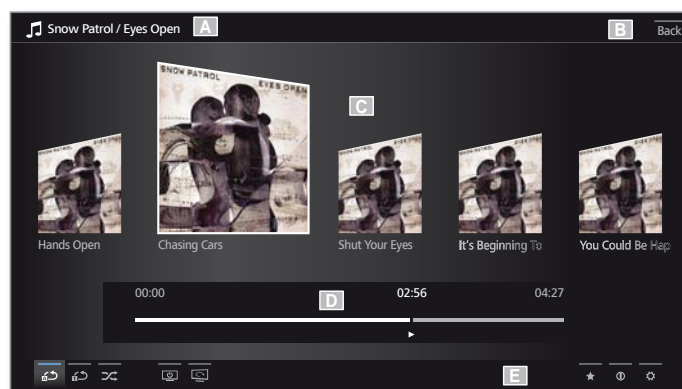 Snow Patrol / Eyes Open
A
B
Back
SNOW PATROL
EYES OPEN
C
Hands Open
Chasing Cars
Shut Your Eyes
It's Beginning To
You Could Be Hap
00:00
D
02:56
04:27
E